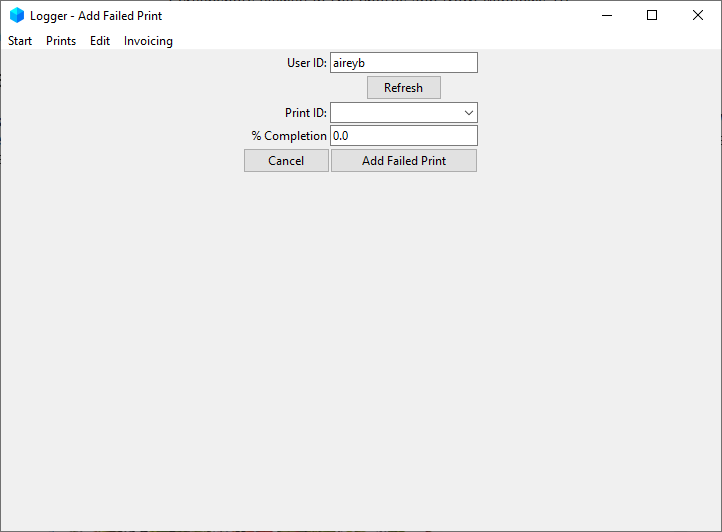 Logger - Add Failed Print
Start Prints Edit Invoicing
User ID: aireyb
Refresh
Print ID:
% Completion 0.0
Cancel Add Failed Print